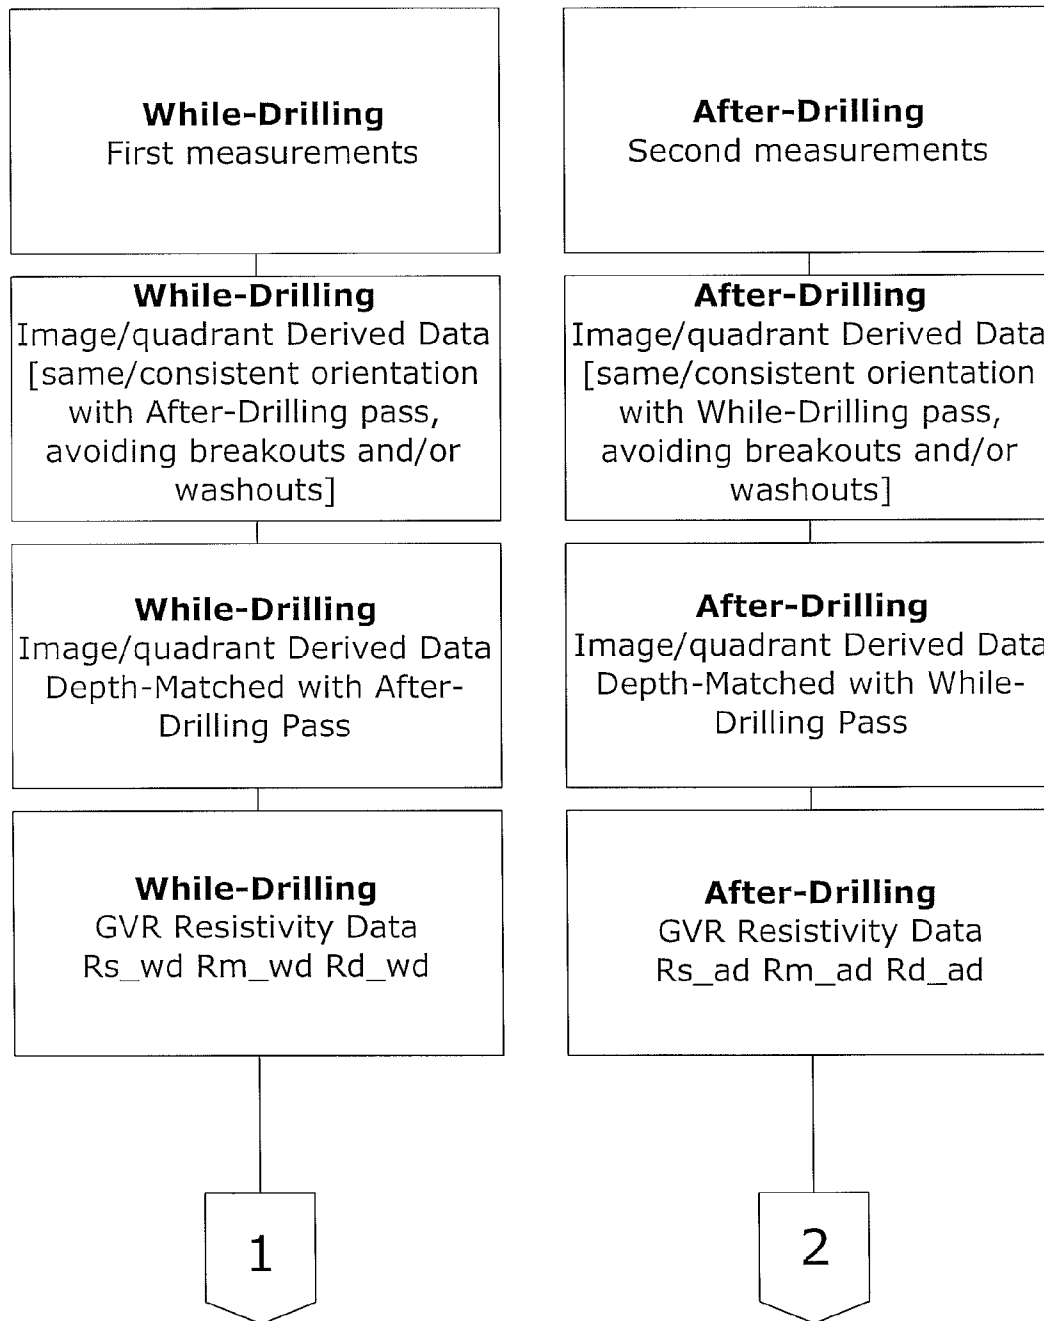 While-Drilling
First measurements
While-Drilling
Image/quadrant Derived Data
[same/consistent orientation
with After-Drilling pass,
avoiding breakouts and/or
washouts]
While-Drilling
Image/quadrant Derived Data
Depth-Matched with After-
Drilling Pass
While-Drilling
GVR Resistivity Data
Rs_wd Rm_wd Rd_wd
1
After-Drilling
Second measurements
After-Drilling
Image/quadrant Derived Data
[same/consistent orientation
with While-Drilling pass,
avoiding breakouts and/or
washouts]
After-Drilling
Image/quadrant Derived Data
Depth-Matched with While-
Drilling Pass
After-Drilling
GVR Resistivity Data
Rs_ad Rm_ad Rd_ad
2